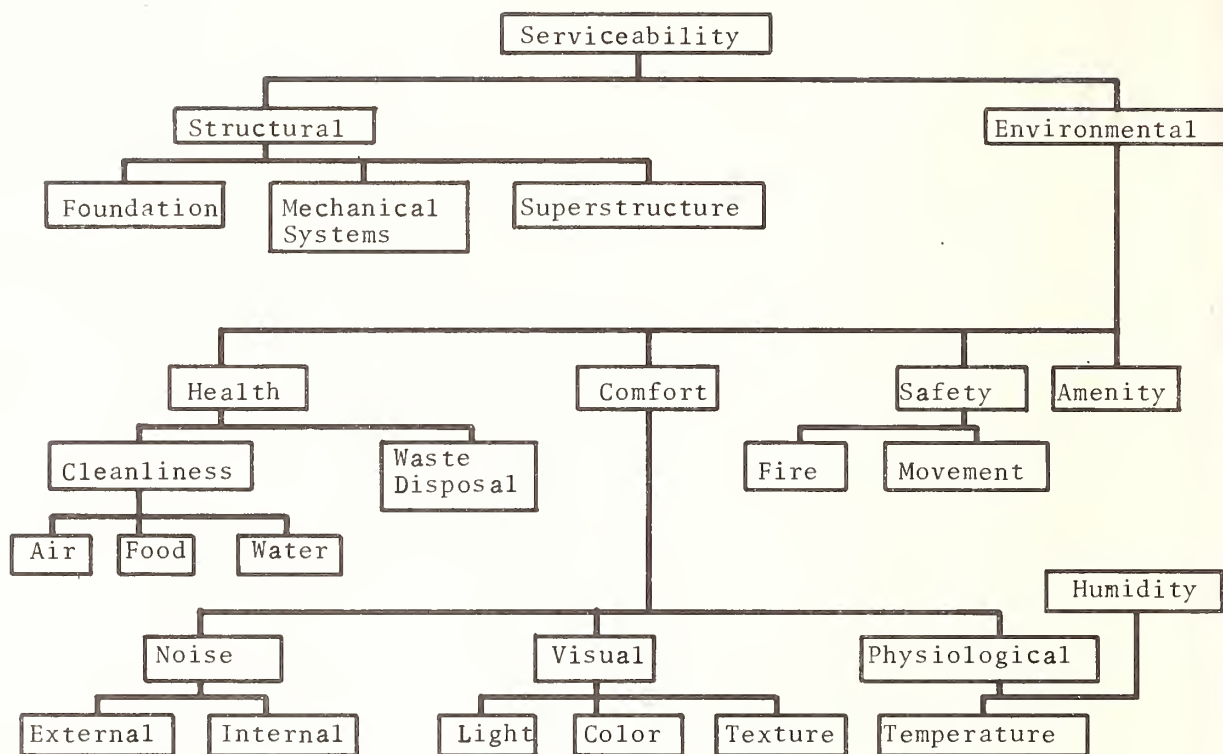 Serviceability
Structural
Environmental
Foundation
Mechanical
Systems
Superstructure
Health
Comfort
Safety
Amenity
Cleanliness
Waste
Disposal
Fire
Movement
Air
Food
Water
Humidity
Noise
Visual
Physiological
External
Internal
Light
Color
Texture
Temperature